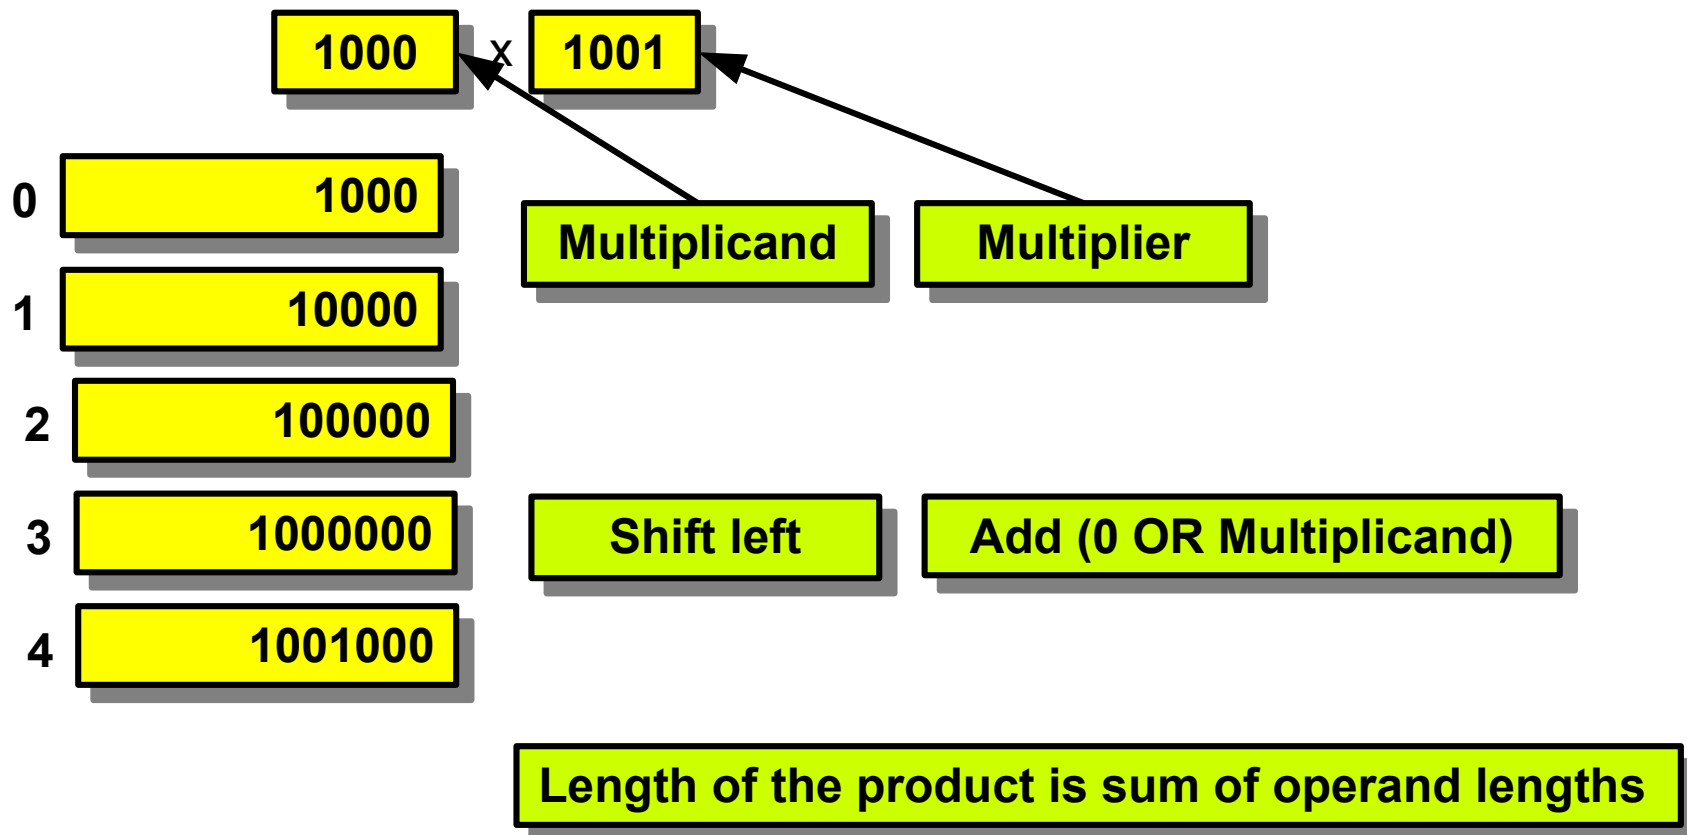 1000 x 1001
0 1000
Multiplicand Multiplier
1 10000
2 100000
3 1000000
Shift left Add (0 OR Multiplicand)
4 1001000
Length of the product is sum of operand lengths